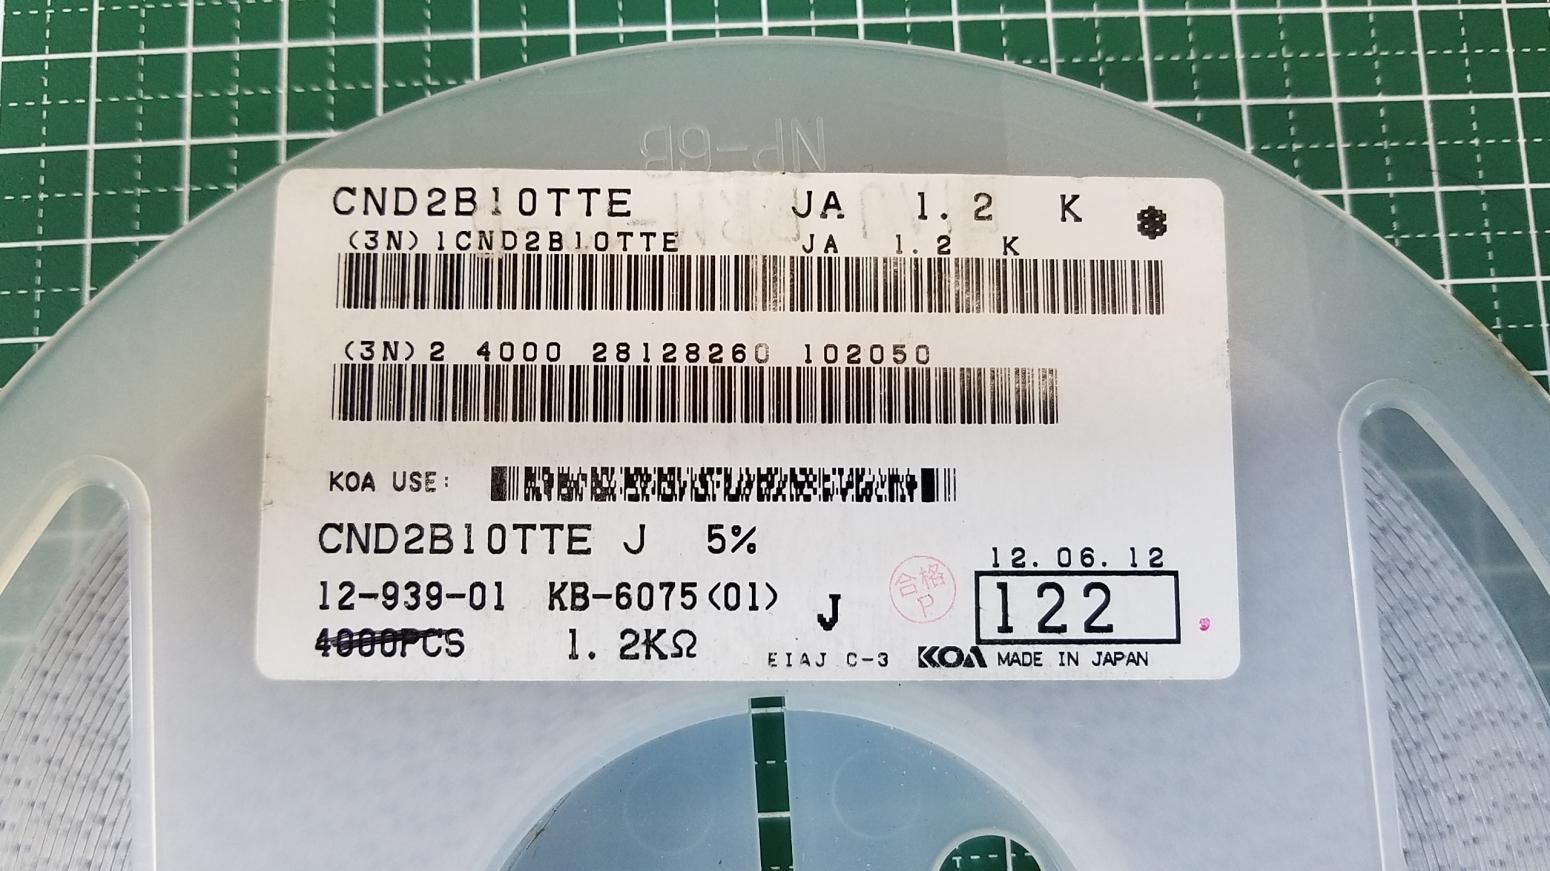 NP-6B
CND2B10TTE JA 1.2 K
(3N)1CND2B10TTE JA 1.2 K
(3N)2 4000 28128260 102050
KOA USE:
CND2B10TTE J 5%
12-939-01 KB-6075(01) J
合格 P
12.06.12
122
4000PCS 1.2KΩ
EIAJ C-3 KOA MADE IN JAPAN